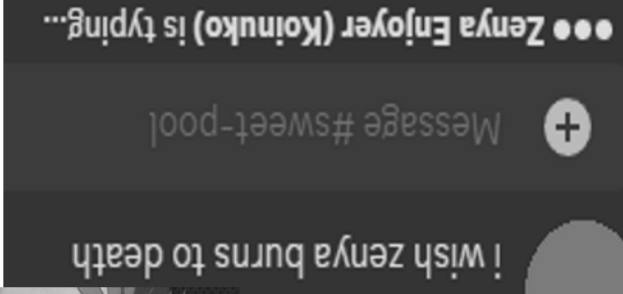 i wish zenya burns to death
Message #sweet-pool
Zenya Enjoyer (Koinuko) is typing...